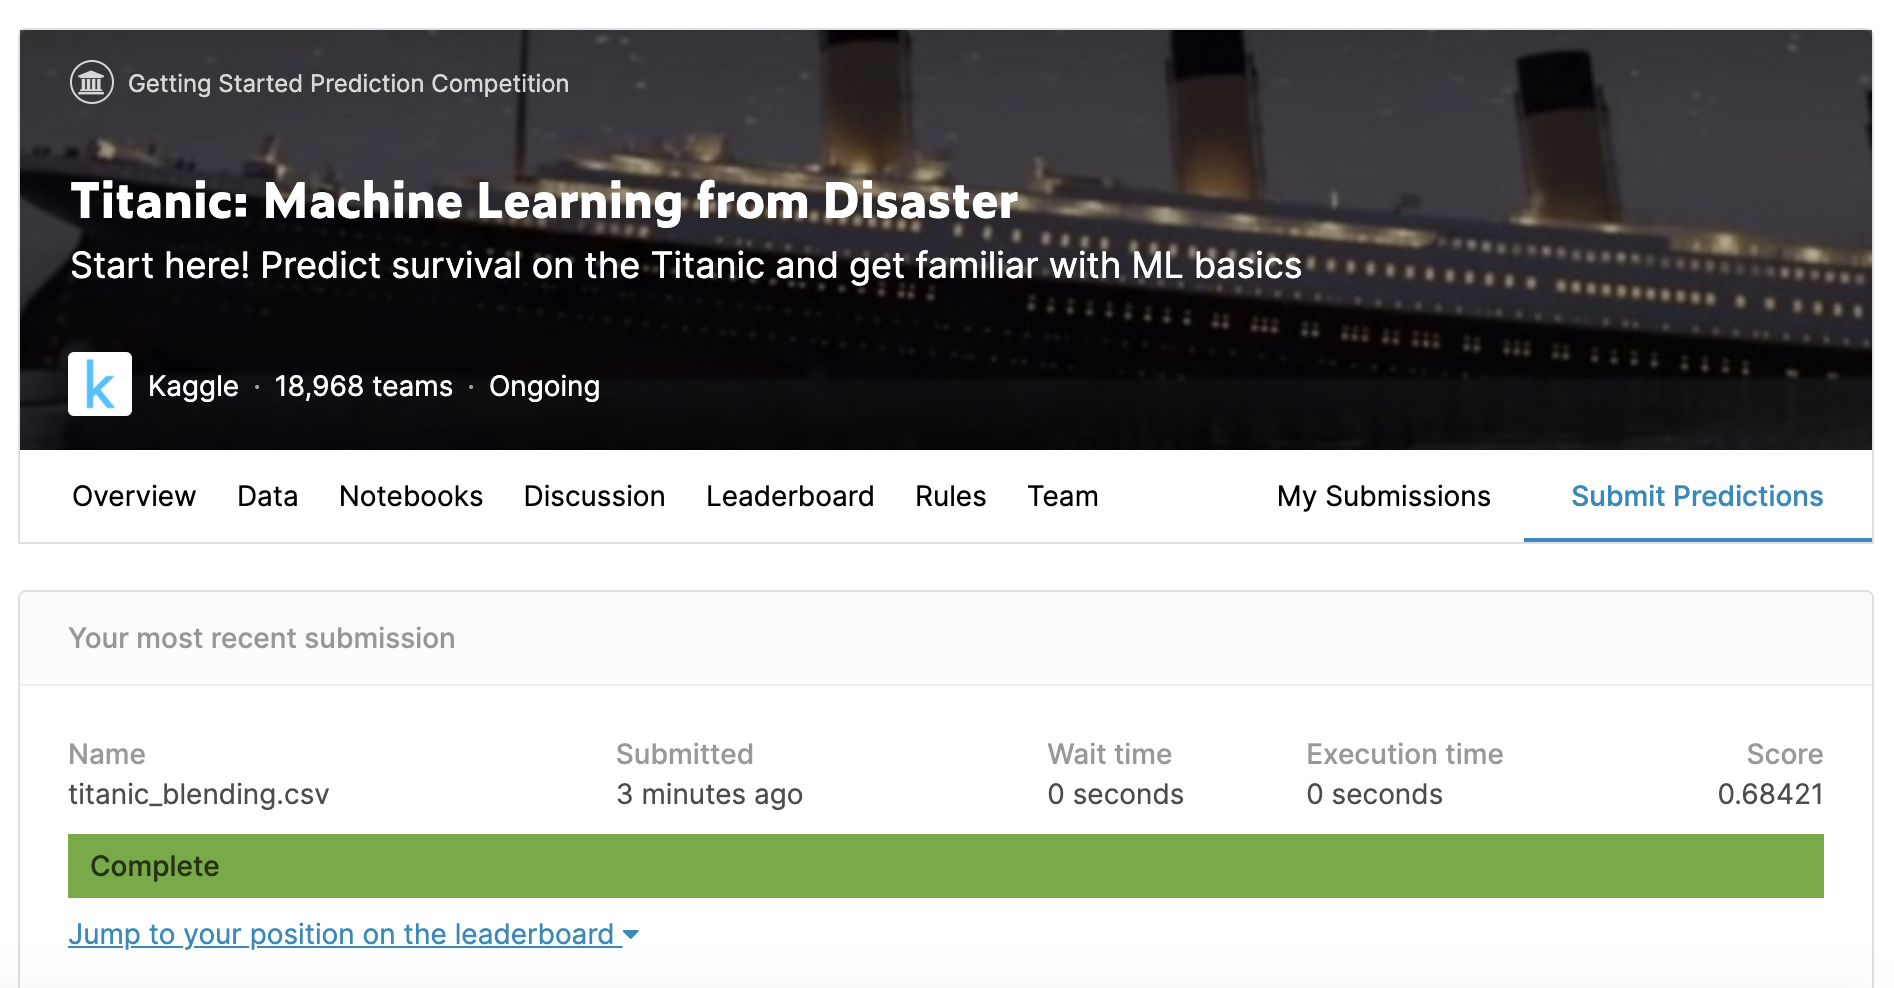 Getting Started Prediction Competition
Titanic: Machine Learning from Disaster
Start here! Predict survival on the Titanic and get familiar with ML basics
k
Kaggle · 18,968 teams · Ongoing
Overview Data Notebooks Discussion Leaderboard Rules Team My Submissions Submit Predictions
Your most recent submission
Name Submitted Wait time Execution time Score
titanic_blending.csv 3 minutes ago 0 seconds 0 seconds 0.68421
Complete
Jump to your position on the leaderboard